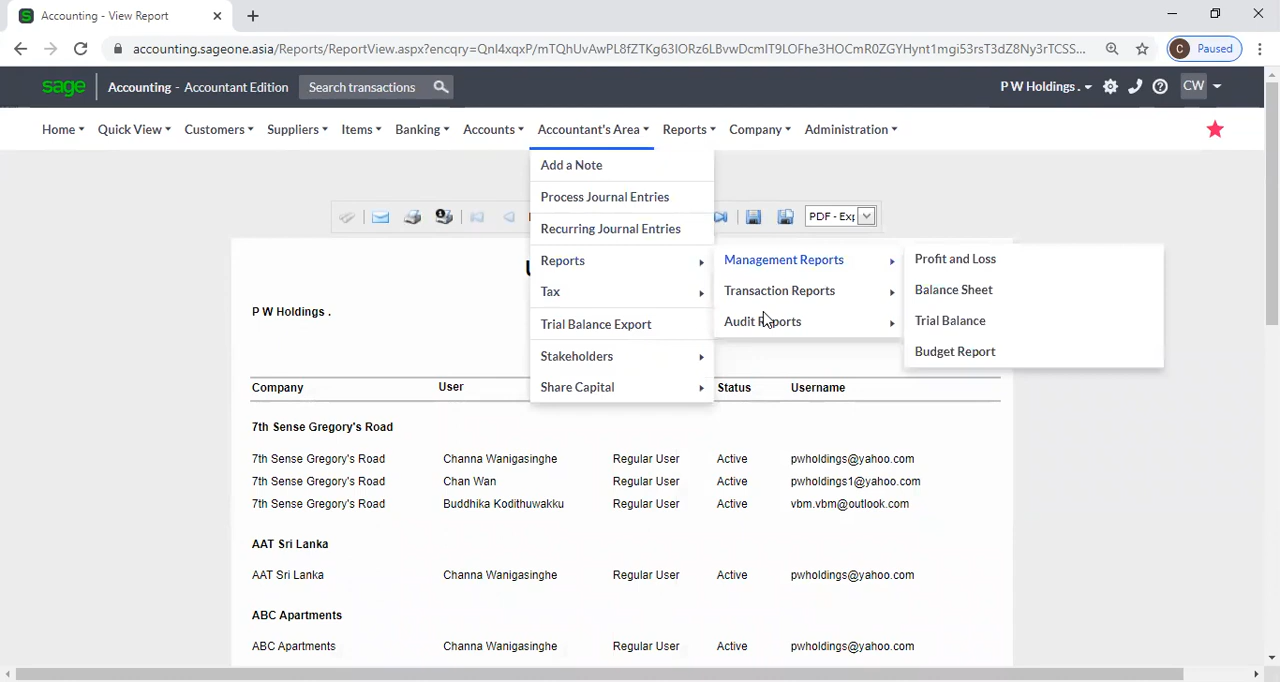 Accounting - View Report
accounting.sageone.asia/Reports/ReportView.aspx?encqry=QnI4xqxP/mTQhUvAwPL8fZTKg63IORz6LBvwDcmIT9LOFhe3HOCmR0ZGYHynt1mgi53rsT3dZ8Ny3rTCSS...
C Paused
sage Accounting - Accountant Edition Search transactions P W Holdings . CW
Home Quick View Customers Suppliers Items Banking Accounts Accountant's Area Reports Company Administration
Add a Note
Process Journal Entries
Recurring Journal Entries
Reports
Tax
Trial Balance Export
Stakeholders
Share Capital
Management Reports
Transaction Reports
Audit Reports
Profit and Loss
Balance Sheet
Trial Balance
Budget Report
PDF - Exp
P W Holdings .
Company User Status Username
7th Sense Gregory's Road
7th Sense Gregory's Road Channa Wanigasinghe Regular User Active pwholdings@yahoo.com
7th Sense Gregory's Road Chan Wan Regular User Active pwholdings1@yahoo.com
7th Sense Gregory's Road Buddhika Kodithuwakku Regular User Active vbm.vbm@outlook.com
AAT Sri Lanka
AAT Sri Lanka Channa Wanigasinghe Regular User Active pwholdings@yahoo.com
ABC Apartments
ABC Apartments Channa Wanigasinghe Regular User Active pwholdings@yahoo.com